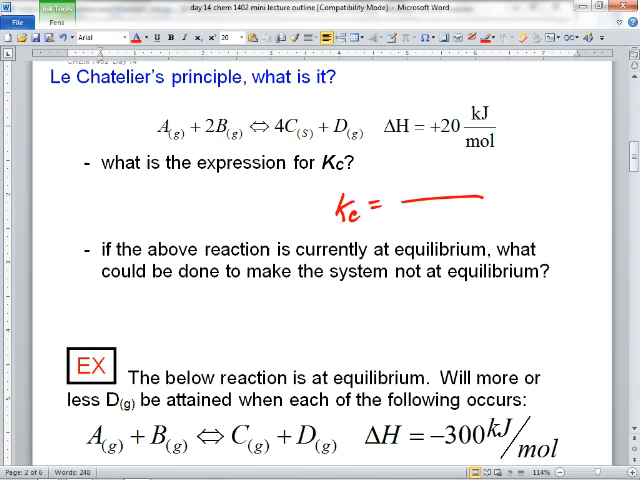 day 14 chem 1402 mini lecture outline [Compatibility Mode] - Microsoft Word
Ink Tools
File Pens
Arial 20
CHEM 1402 Day 14
Le Chatelier's principle, what is it?
A(g) + 2B(g) ⇔ 4C(S) + D(g) ΔH = +20 kJ/mol
- what is the expression for Kc?
Kc =
- if the above reaction is currently at equilibrium, what
could be done to make the system not at equilibrium?
EX The below reaction is at equilibrium. Will more or
less D(g) be attained when each of the following occurs:
A(g) + B(g) ⇔ C(g) + D(g) ΔH = −300 kJ/mol
Page: 2 of 6 Words: 248 114%